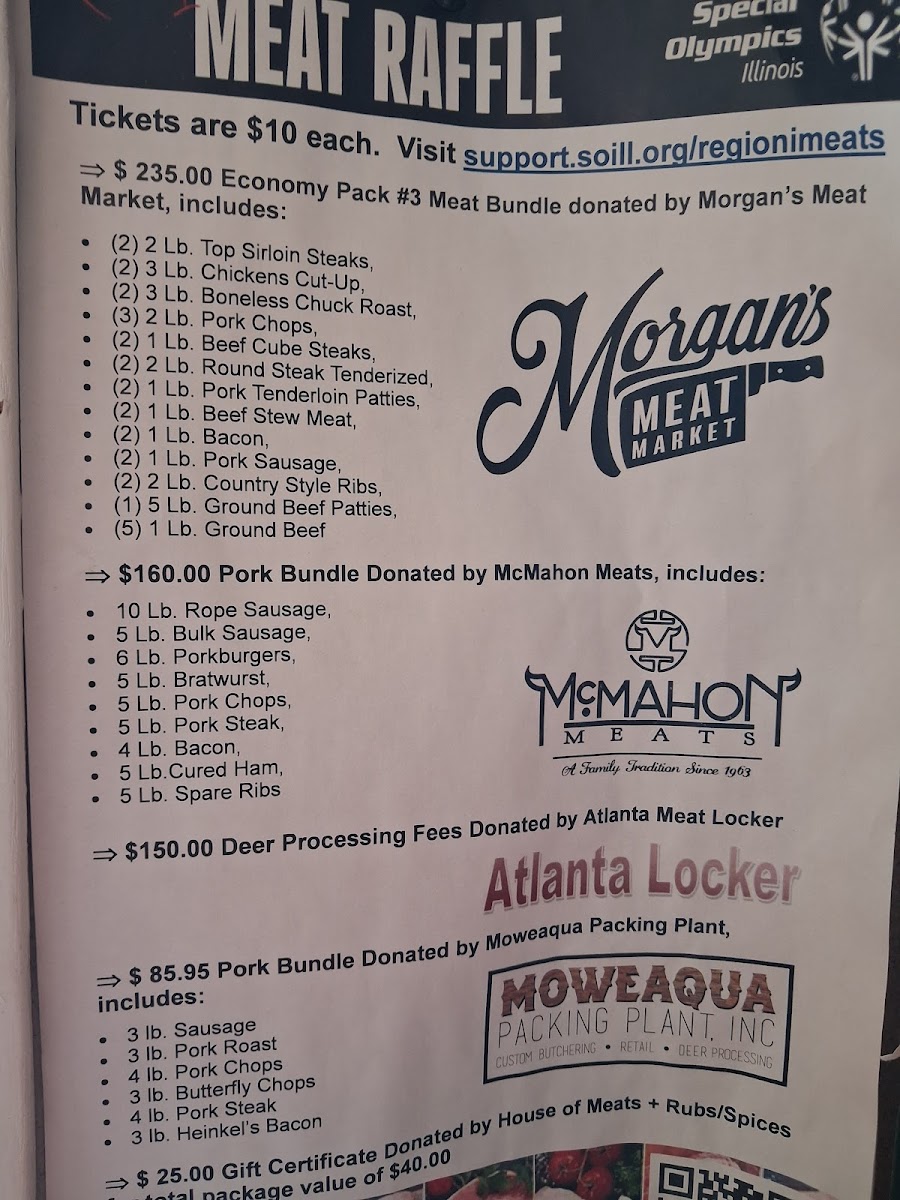 MEAT RAFFLE
Special
Olympics
Illinois
Tickets are $10 each. Visit support.soill.org/regionimeats
⇒ $ 235.00 Economy Pack #3 Meat Bundle donated by Morgan's Meat
Market, includes:
• (2) 2 Lb. Top Sirloin Steaks,
• (2) 3 Lb. Chickens Cut-Up,
• (2) 3 Lb. Boneless Chuck Roast,
• (3) 2 Lb. Pork Chops,
• (2) 1 Lb. Beef Cube Steaks,
• (2) 2 Lb. Round Steak Tenderized,
• (2) 1 Lb. Pork Tenderloin Patties,
• (2) 1 Lb. Beef Stew Meat,
• (2) 1 Lb. Bacon,
• (2) 1 Lb. Pork Sausage,
• (2) 2 Lb. Country Style Ribs,
• (1) 5 Lb. Ground Beef Patties,
• (5) 1 Lb. Ground Beef
Morgan's
MEAT
MARKET
⇒ $160.00 Pork Bundle Donated by McMahon Meats, includes:
• 10 Lb. Rope Sausage,
• 5 Lb. Bulk Sausage,
• 6 Lb. Porkburgers,
• 5 Lb. Bratwurst,
• 5 Lb. Pork Chops,
• 5 Lb. Pork Steak,
• 4 Lb. Bacon,
• 5 Lb.Cured Ham,
• 5 Lb. Spare Ribs
McMAHON
MEATS
A Family Tradition Since 1963
⇒ $150.00 Deer Processing Fees Donated by Atlanta Meat Locker
Atlanta Locker
⇒ $ 85.95 Pork Bundle Donated by Moweaqua Packing Plant,
includes:
• 3 lb. Sausage
• 3 lb. Pork Roast
• 4 lb. Pork Chops
• 3 lb. Butterfly Chops
• 4 lb. Pork Steak
• 3 lb. Heinkel's Bacon
MOWEAQUA
PACKING PLANT, INC
CUSTOM BUTCHERING • RETAIL • DEER PROCESSING
⇒ $ 25.00 Gift Certificate Donated by House of Meats + Rubs/Spices
total package value of $40.00